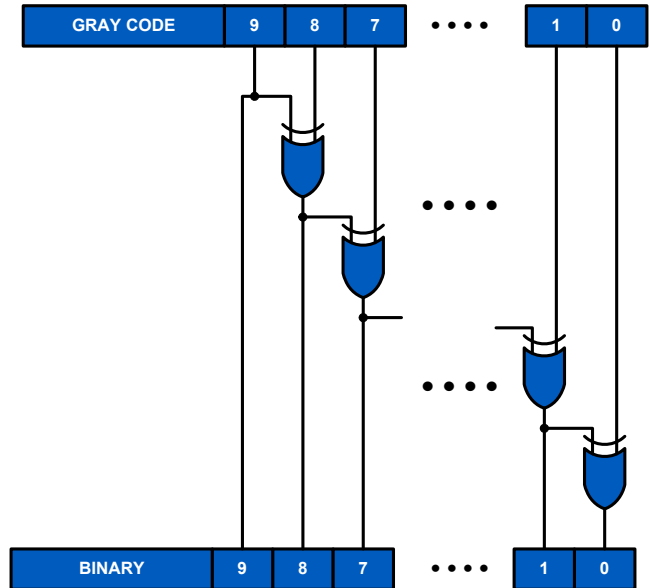 GRAY CODE 9 8 7 •••• 1 0
BINARY 9 8 7 •••• 1 0